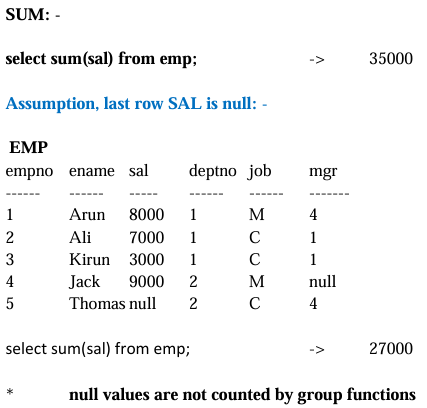 SUM: -
select sum(sal) from emp; -> 35000
Assumption, last row SAL is null: -
EMP
empno ename sal deptno job mgr
------ ------ ----- ------ ------ -------
1 Arun 8000 1 M 4
2 Ali 7000 1 C 1
3 Kirun 3000 1 C 1
4 Jack 9000 2 M null
5 Thomas null 2 C 4
select sum(sal) from emp; -> 27000
* null values are not counted by group functions